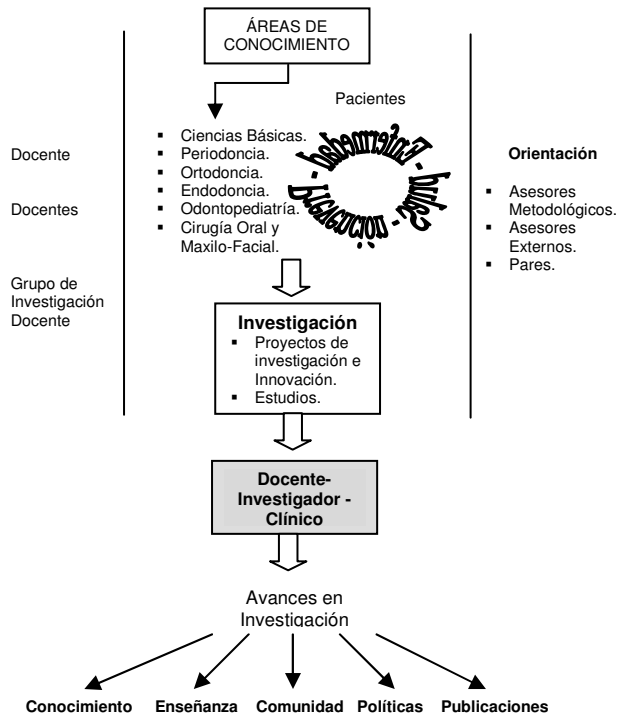 ÁREAS DE
CONOCIMIENTO
Pacientes
Enfermedad - Salud - Prevención -
Docente
Docentes
Grupo de
Investigación
Docente
▪ Ciencias Básicas.
▪ Periodoncia.
▪ Ortodoncia.
▪ Endodoncia.
▪ Odontopediatría.
▪ Cirugía Oral y
Maxilo-Facial.
Orientación
▪ Asesores
Metodológicos.
▪ Asesores
Externos.
▪ Pares.
Investigación
▪ Proyectos de
investigación e
Innovación.
▪ Estudios.
Docente-
Investigador -
Clínico
Avances en
Investigación
Conocimiento Enseñanza Comunidad Políticas Publicaciones